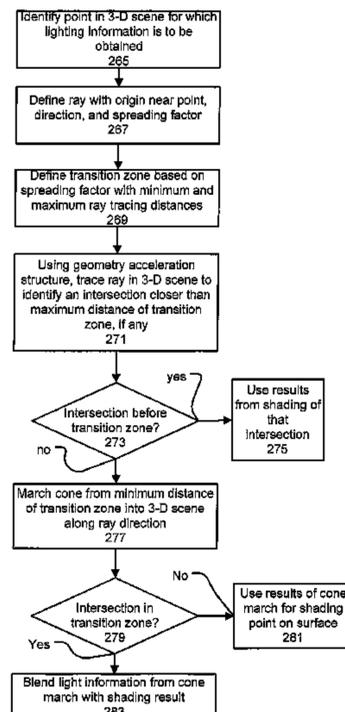 Identify point in 3-D scene for which
lighting information is to be
obtained
265
Define ray with origin near point,
direction, and spreading factor
267
Define transition zone based on
spreading factor with minimum and
maximum ray tracing distances
269
Using geometry acceleration
structure, trace ray in 3-D scene to
identify an intersection closer than
maximum distance of transition
zone, if any
271
yes
Intersection before
transition zone?
273
no
Use results
from shading of
that
intersection
275
March cone from minimum distance
of transition zone into 3-D scene
along ray direction
277
No
Intersection in
transition zone?
279
Yes
Use results of cone
march for shading
point on surface
281
Blend light information from cone
march with shading result
283